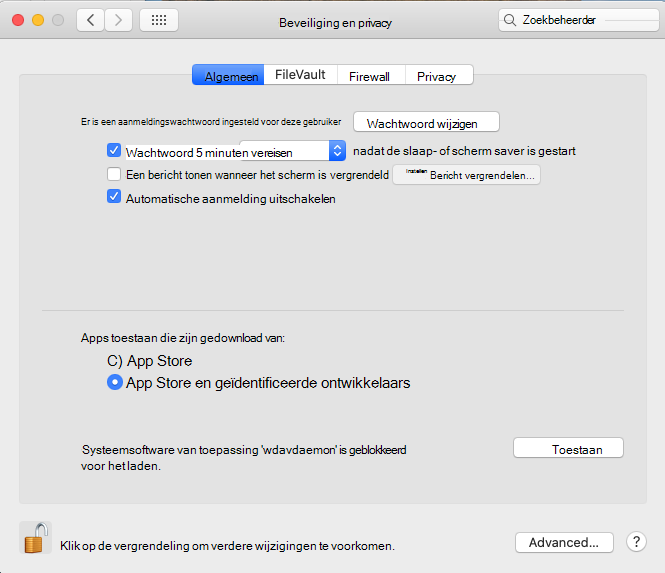 Beveiliging en privacy
Zoekbeheerder
Algemeen FileVault Firewall Privacy
Er is een aanmeldingswachtwoord ingesteld voor deze gebruiker Wachtwoord wijzigen
Wachtwoord 5 minuten vereisen nadat de slaap- of scherm saver is gestart
Een bericht tonen wanneer het scherm is vergrendeld Instellen Bericht vergrendelen...
Automatische aanmelding uitschakelen
Apps toestaan die zijn gedownload van:
C) App Store
App Store en geïdentificeerde ontwikkelaars
Systeemsoftware van toepassing 'wdavdaemon' is geblokkeerd Toestaan
voor het laden.
Klik op de vergrendeling om verdere wijzigingen te voorkomen. Advanced... ?